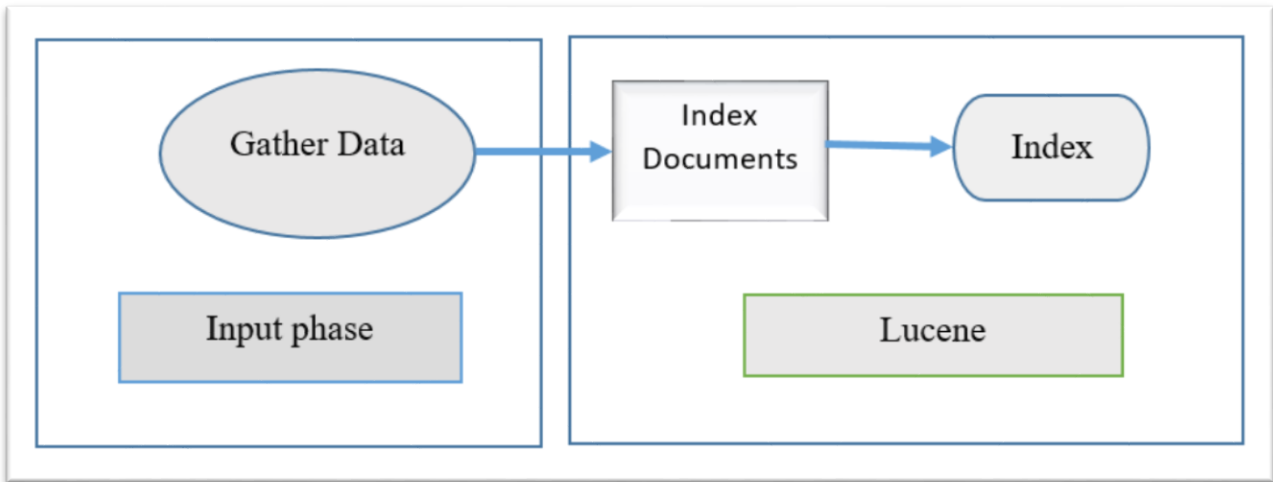 Gather Data
Index
Documents
Index
Input phase
Lucene